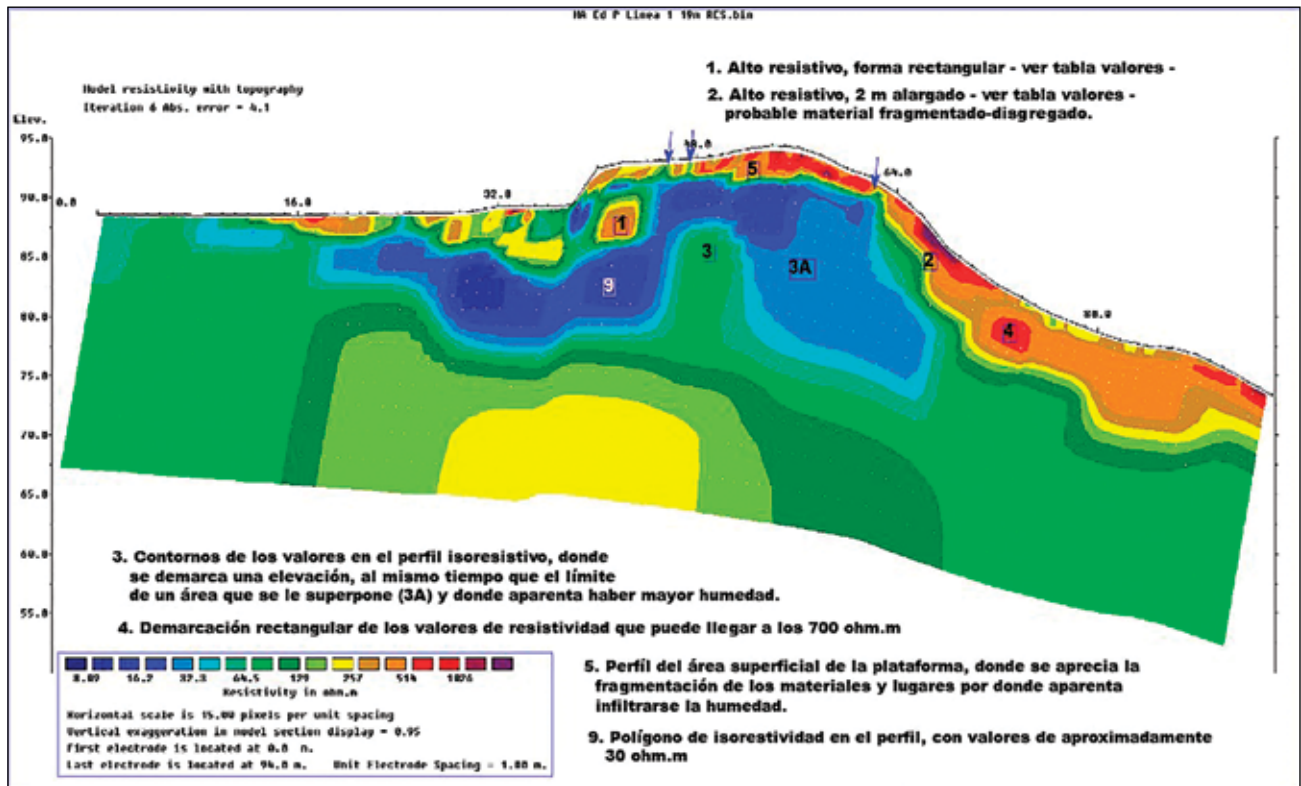 MA Cd P Linea 1 19m RCS.bin
1. Alto resistivo, forma rectangular - ver tabla valores -
2. Alto resistivo, 2 m alargado - ver tabla valores -
probable material fragmentado-disgregado.
Model resistivity with topography
Iteration 6 Abs. error = 4.1
Elev.
95.0
90.0
85.0
80.0
75.0
70.0
65.0
60.0
55.0
0.0
16.0
32.0
48.0
64.0
80.0
1
5
2
3
3A
9
4
3. Contornos de los valores en el perfil isoresistivo, donde
se demarca una elevación, al mismo tiempo que el límite
de un área que se le superpone (3A) y donde aparenta haber mayor humedad.
4. Demarcación rectangular de los valores de resistividad que puede llegar a los 700 ohm.m
8.09 16.2 32.3 64.5 129 257 514 1026
Resistivity in ohm.m
Horizontal scale is 15.00 pixels per unit spacing
Vertical exaggeration in model section display = 0.95
First electrode is located at 0.0 m.
Last electrode is located at 94.0 m. Unit Electrode Spacing = 1.00 m.
5. Perfíl del área superficial de la plataforma, donde se aprecia la
fragmentación de los materiales y lugares por donde aparenta
infiltrarse la humedad.
9. Polígono de isorestividad en el perfil, con valores de aproximadamente
30 ohm.m